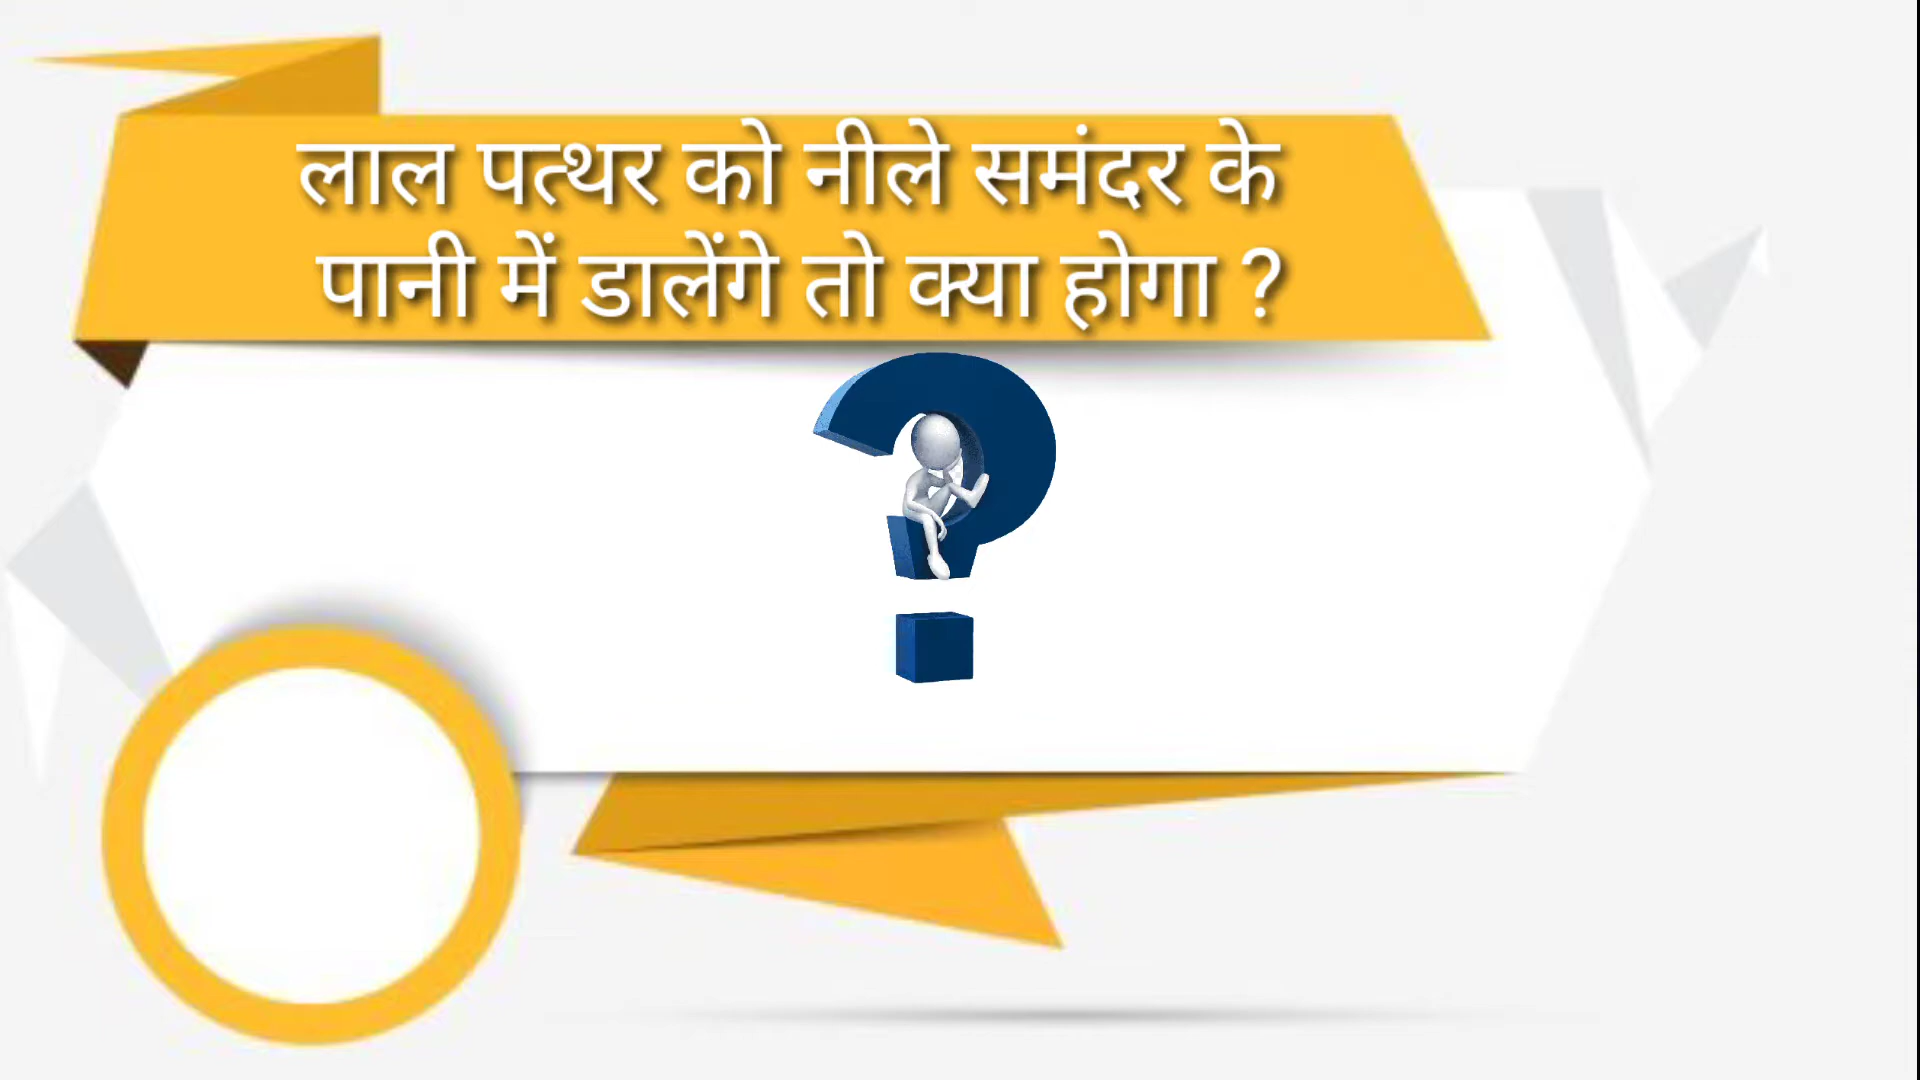 लाल पत्थर को नीले समंदर के
पानी में डालेंगे तो क्या होगा ?